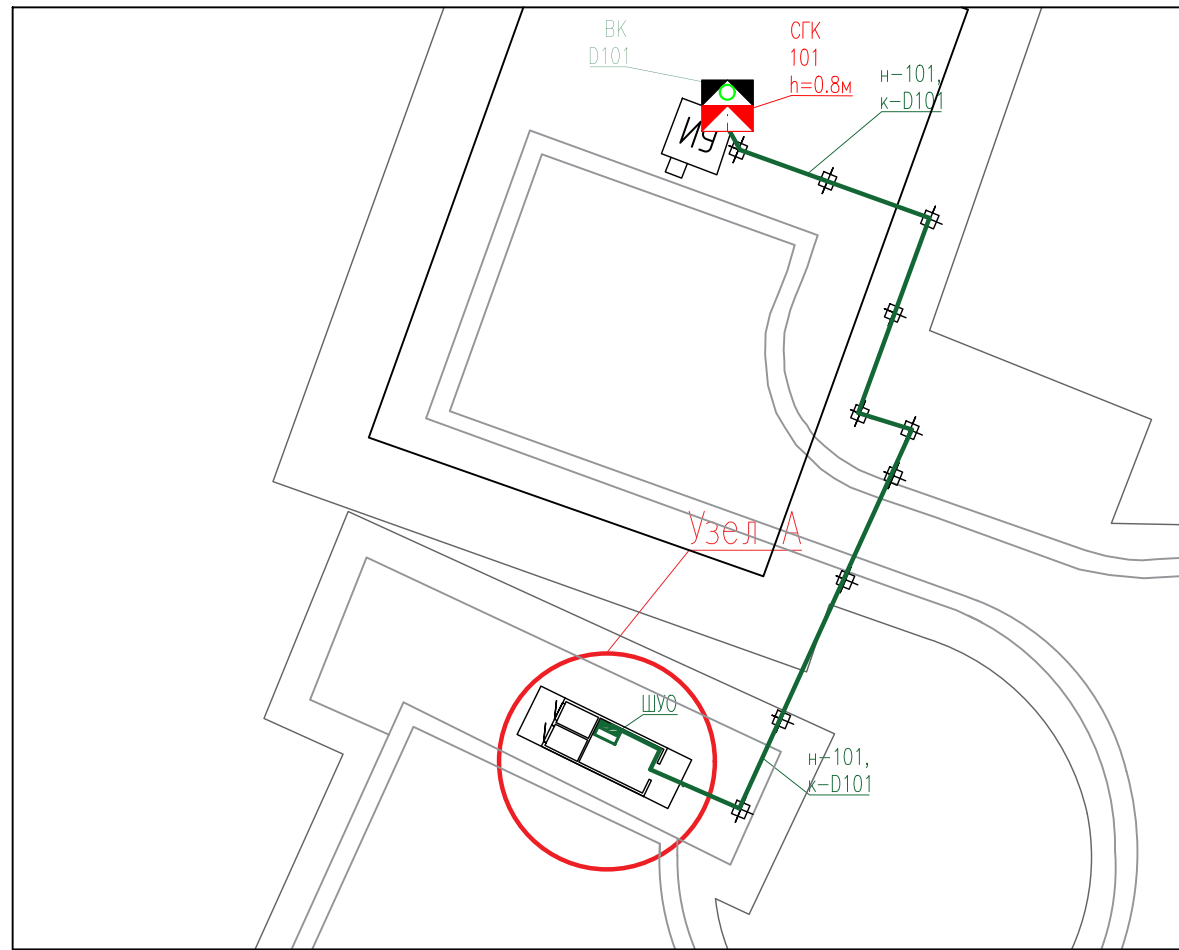 ВК
D101
СГК
101
h=0.8м
н-101,
к-D101
ИУ
Узел А
ШУО
н-101,
к-D101